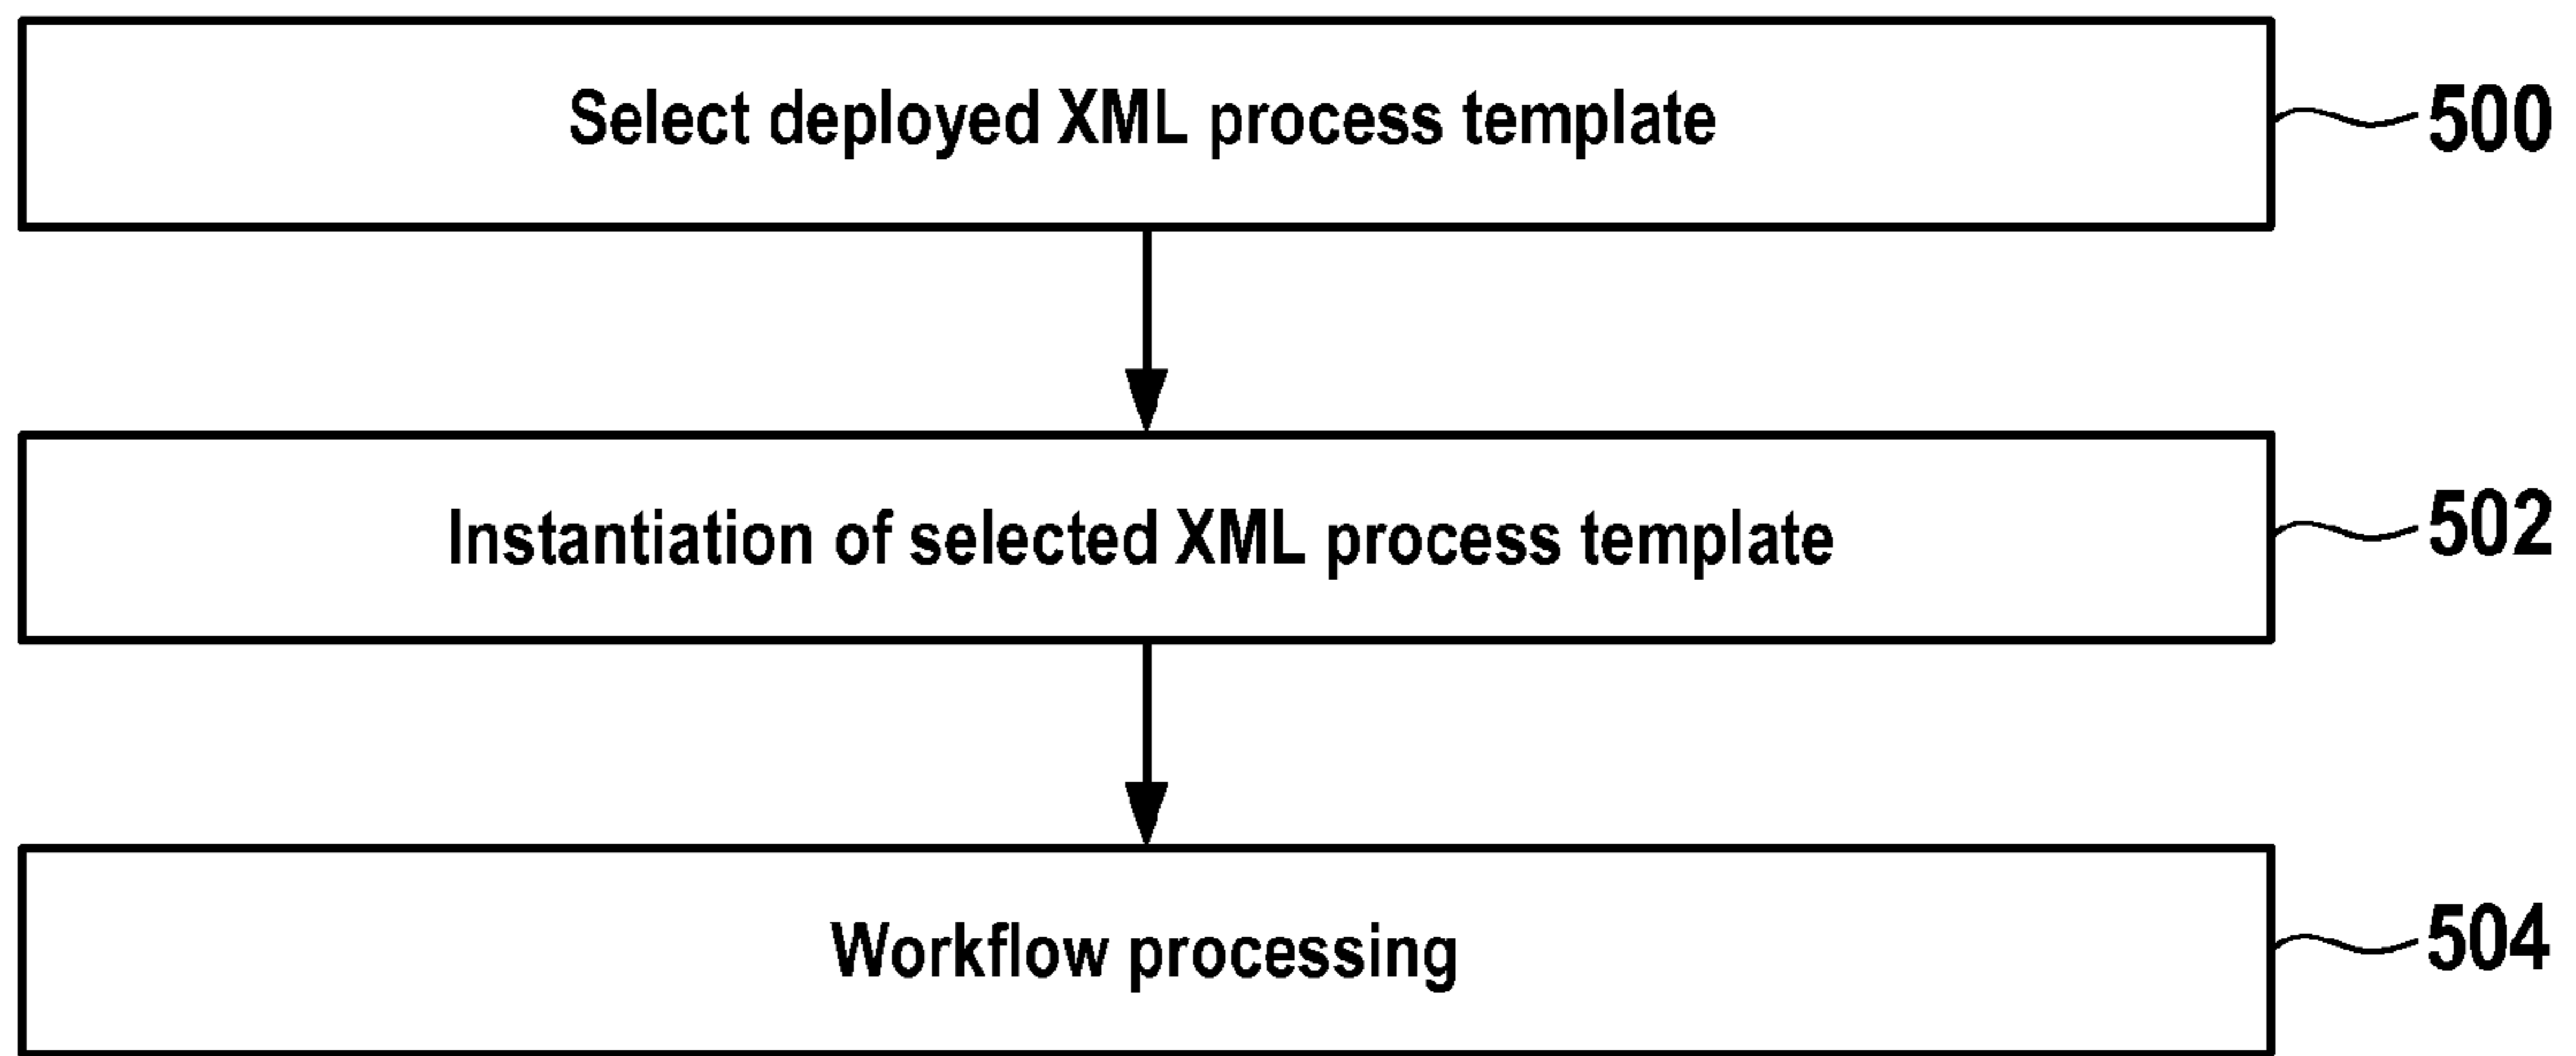 Select deployed XML process template
500
Instantiation of selected XML process template
502
Workflow processing
504